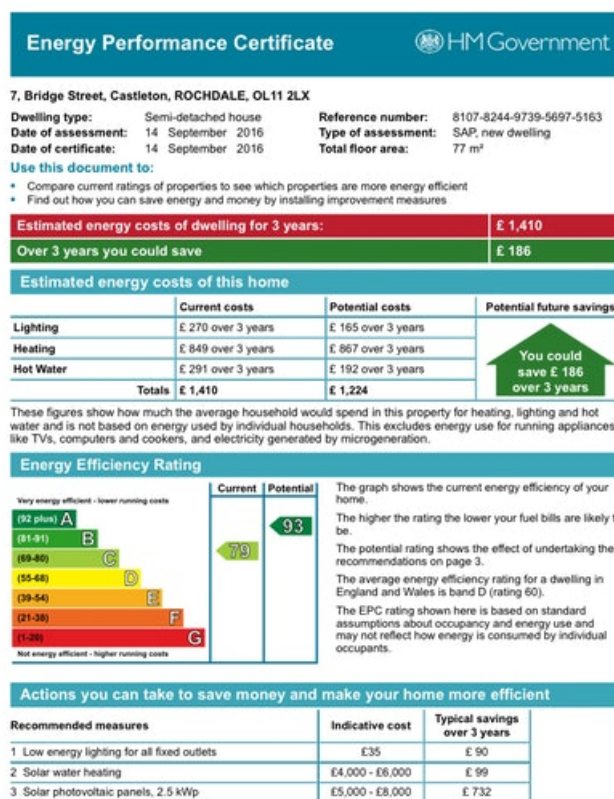 Energy Performance Certificate HM Government
7, Bridge Street, Castleton, ROCHDALE, OL11 2LX
Dwelling type: Semi-detached house Reference number: 8107-8244-9739-5697-5163
Date of assessment: 14 September 2016 Type of assessment: SAP, new dwelling
Date of certificate: 14 September 2016 Total floor area: 77 m²
Use this document to:
• Compare current ratings of properties to see which properties are more energy efficient
• Find out how you can save energy and money by installing improvement measures
Estimated energy costs of dwelling for 3 years: £ 1,410
Over 3 years you could save £ 186
Estimated energy costs of this home
Current costs Potential costs Potential future savings
Lighting £ 270 over 3 years £ 165 over 3 years
Heating £ 849 over 3 years £ 867 over 3 years
Hot Water £ 291 over 3 years £ 192 over 3 years
Totals £ 1,410 £ 1,224
You could
save £ 186
over 3 years
These figures show how much the average household would spend in this property for heating, lighting and hot
water and is not based on energy used by individual households. This excludes energy use for running appliances
like TVs, computers and cookers, and electricity generated by microgeneration.
Energy Efficiency Rating
Current Potential
Very energy efficient - lower running costs
(92 plus) A
(81-91) B
(69-80) C
(55-68) D
(39-54) E
(21-38) F
(1-20) G
Not energy efficient - higher running costs
79
93
The graph shows the current energy efficiency of your
home.
The higher the rating the lower your fuel bills are likely t
be.
The potential rating shows the effect of undertaking the
recommendations on page 3.
The average energy efficiency rating for a dwelling in
England and Wales is band D (rating 60).
The EPC rating shown here is based on standard
assumptions about occupancy and energy use and
may not reflect how energy is consumed by individual
occupants.
Actions you can take to save money and make your home more efficient
Recommended measures Indicative cost Typical savings
over 3 years
1 Low energy lighting for all fixed outlets £35 £ 90
2 Solar water heating £4,000 - £6,000 £ 99
3 Solar photovoltaic panels, 2.5 kWp £5,000 - £8,000 £ 732